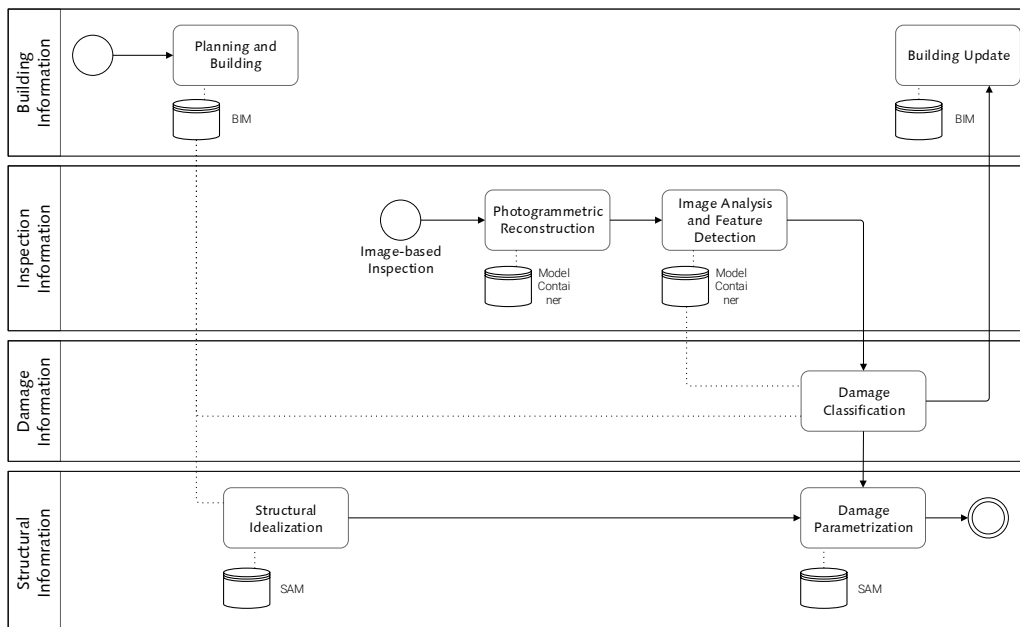 Building
Information
Planning and
Building
BIM
Building Update
BIM
Inspection
Information
Image-based
Inspection
Photogrammetric
Reconstruction
Model
Contai
ner
Image Analysis
and Feature
Detection
Model
Contai
ner
Damage
Information
Damage
Classification
Structural
Infomration
Structural
Idealization
SAM
Damage
Parametrization
SAM